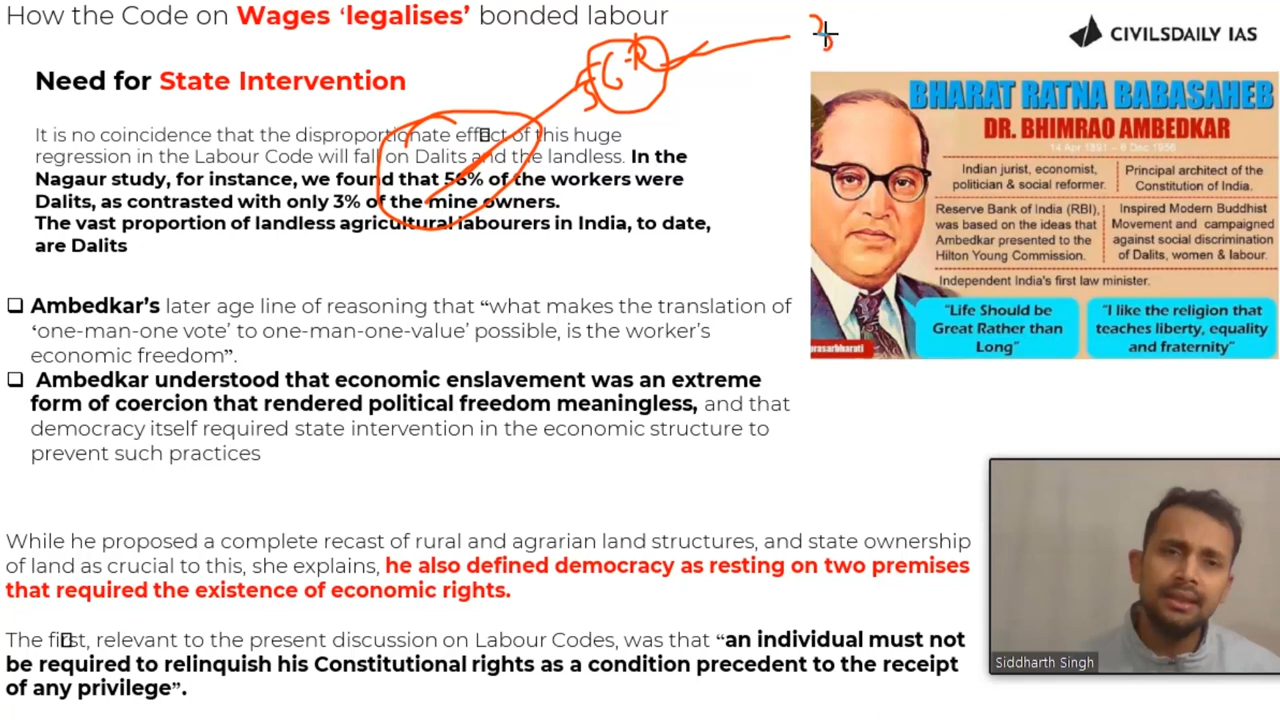 How the Code on Wages ‘legalises’ bonded labour
CIVILSDAILY IAS
Need for State Intervention
It is no coincidence that the disproportionate effect of this huge
regression in the Labour Code will fall on Dalits and the landless. In the
Nagaur study, for instance, we found that 56% of the workers were
Dalits, as contrasted with only 3% of the mine owners.
The vast proportion of landless agricultural labourers in India, to date,
are Dalits
❑ Ambedkar’s later age line of reasoning that “what makes the translation of
‘one-man-one vote’ to one-man-one-value’ possible, is the worker’s
economic freedom”.
❑ Ambedkar understood that economic enslavement was an extreme
form of coercion that rendered political freedom meaningless, and that
democracy itself required state intervention in the economic structure to
prevent such practices
While he proposed a complete recast of rural and agrarian land structures, and state ownership
of land as crucial to this, she explains, he also defined democracy as resting on two premises
that required the existence of economic rights.
The first, relevant to the present discussion on Labour Codes, was that “an individual must not
be required to relinquish his Constitutional rights as a condition precedent to the receipt
of any privilege”.
BHARAT RATNA BABASAHEB
DR. BHIMRAO AMBEDKAR
14 Apr 1891 – 6 Dec 1956
Indian jurist, economist,
politician & social reformer.
Principal architect of the
Constitution of India.
Reserve Bank of India (RBI),
was based on the ideas that
Ambedkar presented to the
Hilton Young Commission.
Inspired Modern Buddhist
Movement and campaigned
against social discrimination
of Dalits, women & labour.
Independent India's first law minister.
"Life Should be
Great Rather than
Long"
"I like the religion that
teaches liberty, equality
and fraternity"
prasarbharati
Siddharth Singh